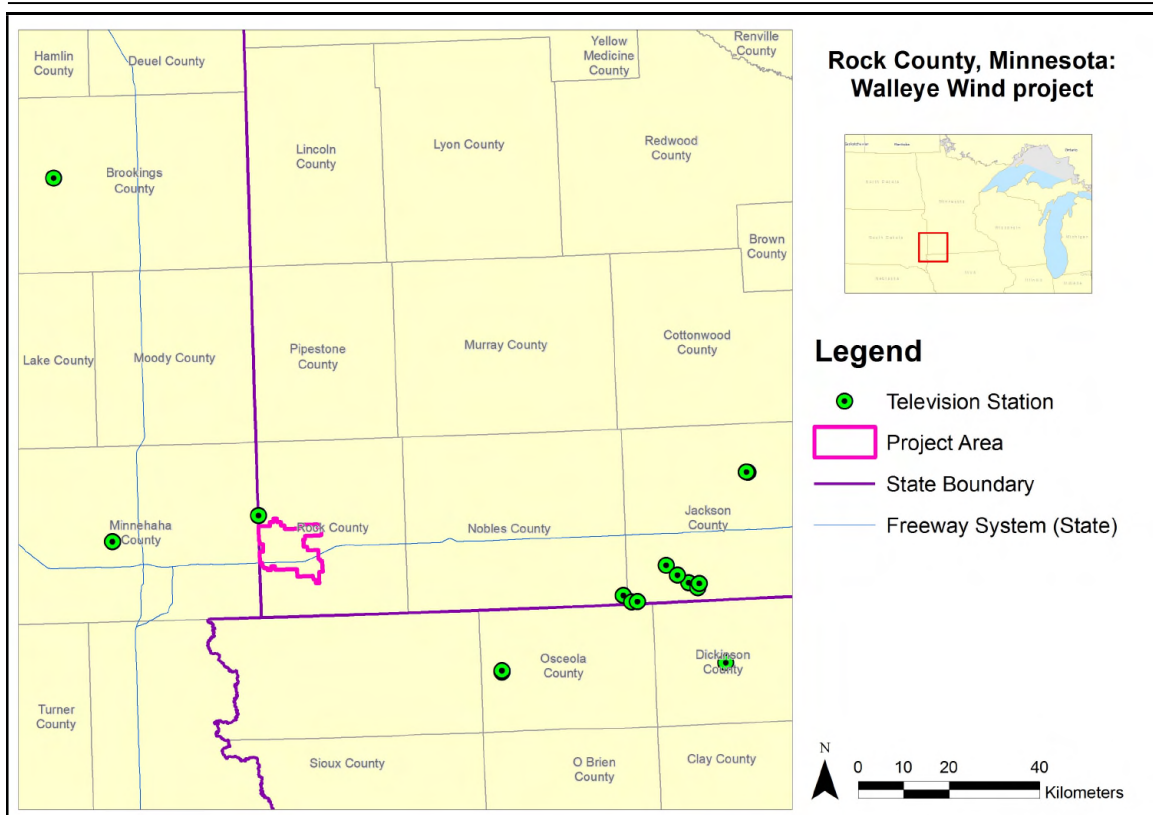 Hamlin
County
Deuel County
Yellow
Medicine
County
Renville
County
Brookings
County
Lincoln
County
Lyon County
Redwood
County
Brown
County
Lake County
Moody County
Pipestone
County
Murray County
Cottonwood
County
Minnehaha
County
Rock County
Nobles County
Jackson
County
Osceola
County
Dickinson
County
Turner
County
Sioux County
O Brien
County
Clay County
Rock County, Minnesota:
Walleye Wind project
Legend
Television Station
Project Area
State Boundary
Freeway System (State)
N
0 10 20 40
Kilometers